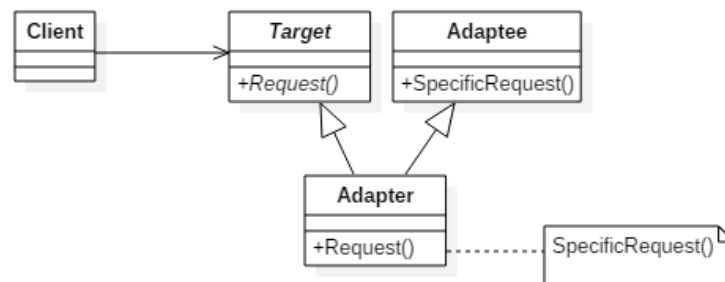 Client
Target
Adaptee
+Request()
+SpecificRequest()
Adapter
+Request()
SpecificRequest()